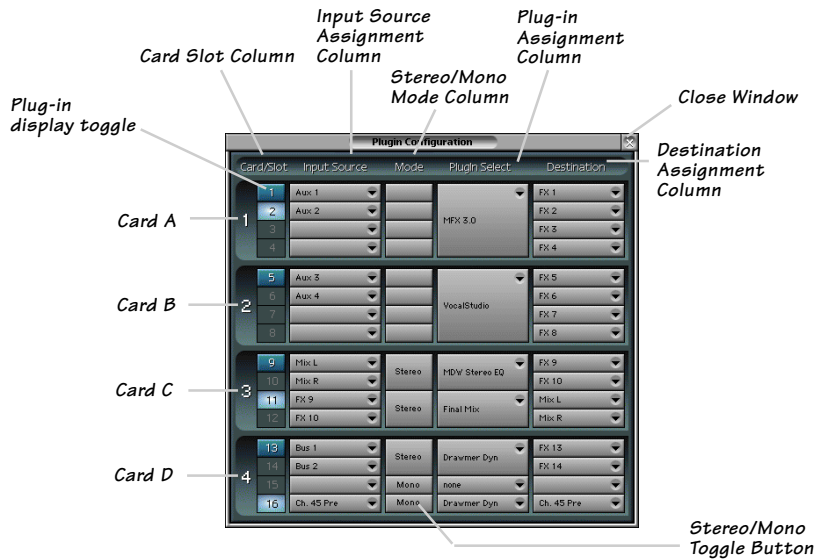 Input Source
Assignment
Column
Plug-in
Assignment
Column
Card Slot Column
Stereo/Mono
Mode Column
Close Window
Plug-in
display toggle
Destination
Assignment
Column
Plugin Configuration
Card/Slot Input Source Mode PlugIn Select Destination
Card A
1
1 Aux 1 MFX 3.0 FX 1
2 Aux 2 FX 2
3 FX 3
4 FX 4
Card B
2
5 Aux 3 VocalStudio FX 5
6 Aux 4 FX 6
7 FX 7
8 FX 8
Card C
3
9 Mix L Stereo MDW Stereo EQ FX 9
10 Mix R FX 10
11 FX 9 Stereo Final Mix Mix L
12 FX 10 Mix R
Card D
4
13 Bus 1 Stereo Drawmer Dyn FX 13
14 Bus 2 FX 14
15 Mono none
16 Ch. 45 Pre Mono Drawmer Dyn Ch. 45 Pre
Stereo/Mono
Toggle Button